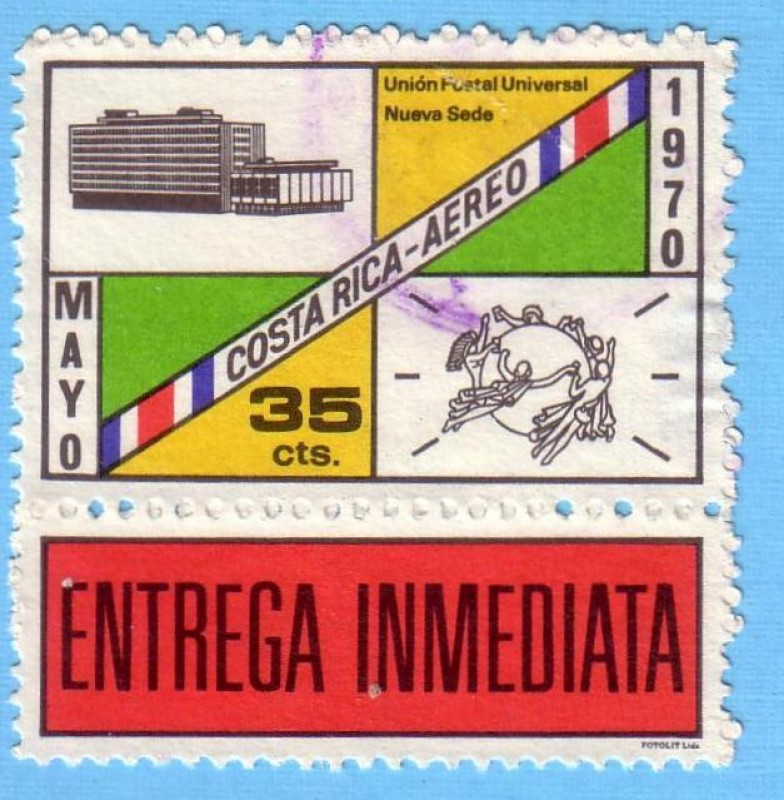 Unión Postal Universal
Nueva Sede
1970
COSTA RICA-AEREO
MAYO
35
cts.
ENTREGA INMEDIATA
FOTOLIT Ltda.